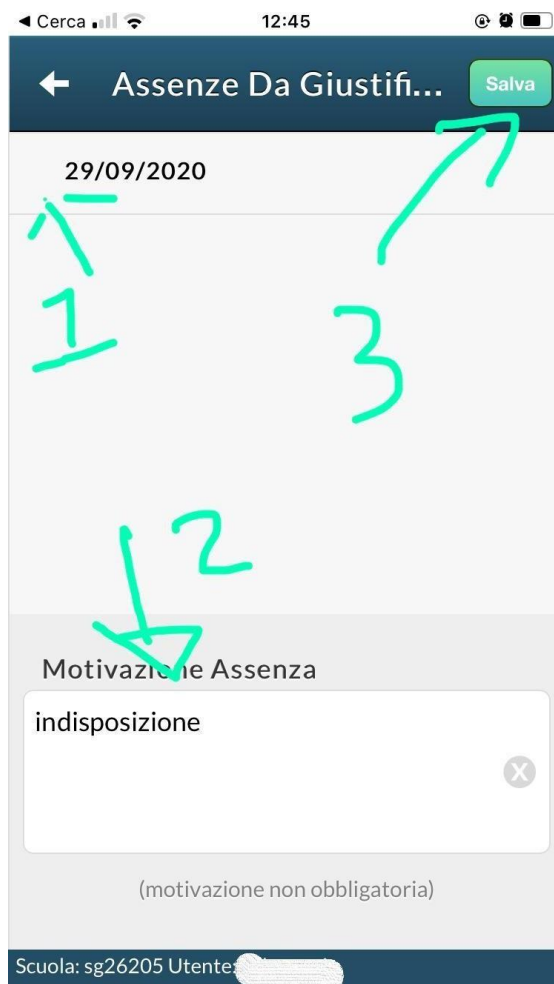 Cerca 12:45
Assenze Da Giustifi... Salva
29/09/2020
1
3
2
Motivazione Assenza
indisposizione
X
(motivazione non obbligatoria)
Scuola: sg26205 Utente: